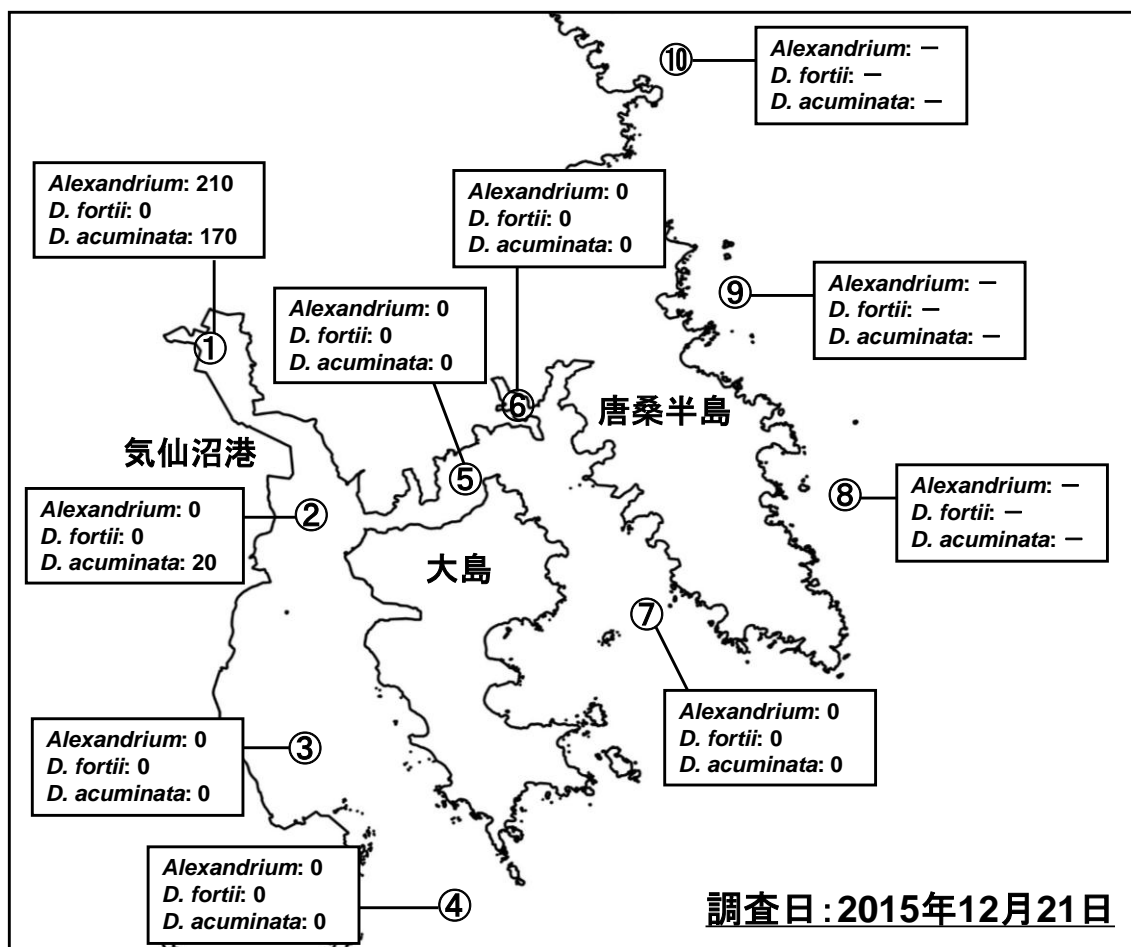 ⑩
Alexandrium: －
D. fortii: －
D. acuminata: －
Alexandrium: 210
D. fortii: 0
D. acuminata: 170
①
Alexandrium: 0
D. fortii: 0
D. acuminata: 0
⑥
⑨
Alexandrium: －
D. fortii: －
D. acuminata: －
Alexandrium: 0
D. fortii: 0
D. acuminata: 0
⑤
唐桑半島
気仙沼港
⑧
Alexandrium: －
D. fortii: －
D. acuminata: －
Alexandrium: 0
D. fortii: 0
D. acuminata: 20
②
大島
⑦
Alexandrium: 0
D. fortii: 0
D. acuminata: 0
Alexandrium: 0
D. fortii: 0
D. acuminata: 0
③
Alexandrium: 0
D. fortii: 0
D. acuminata: 0
④
調査日：2015年12月21日